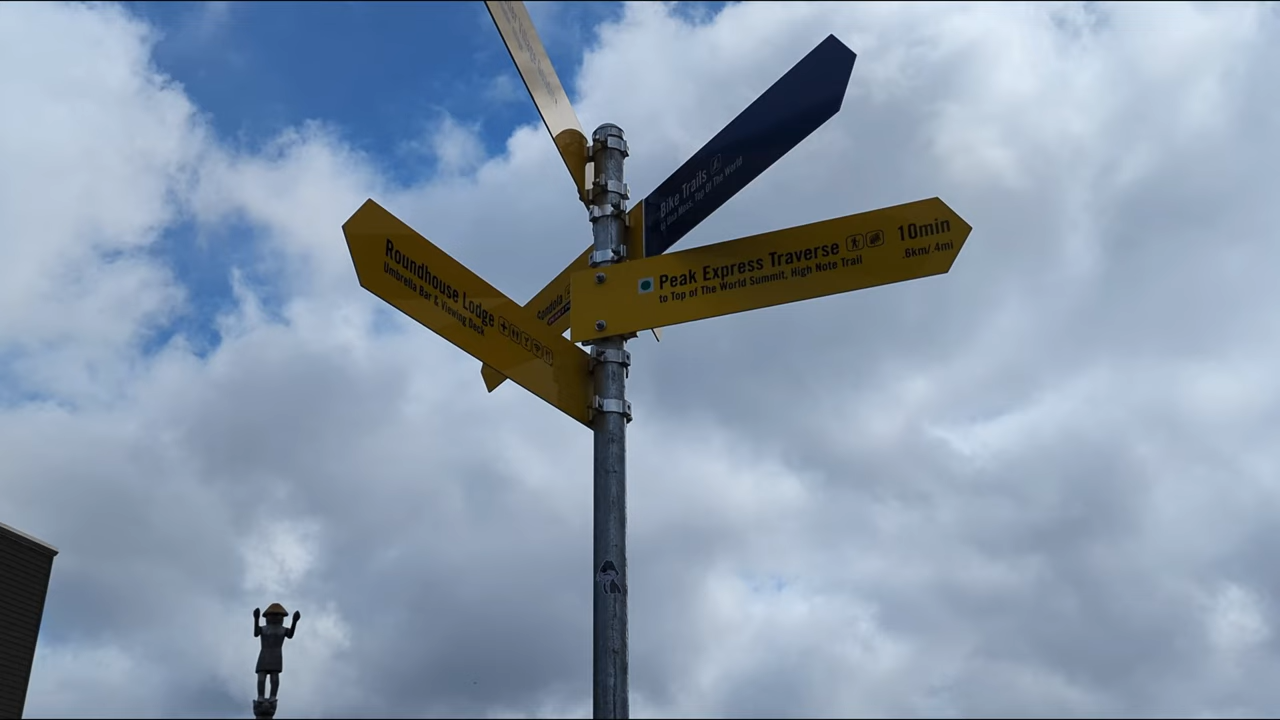 Bike Trails
Peak Express Traverse
to Top of The World Summit, High Note Trail
10min
.6km/.4mi
Roundhouse Lodge
Umbrella Bar & Viewing Deck
Gondola
Top Of The World